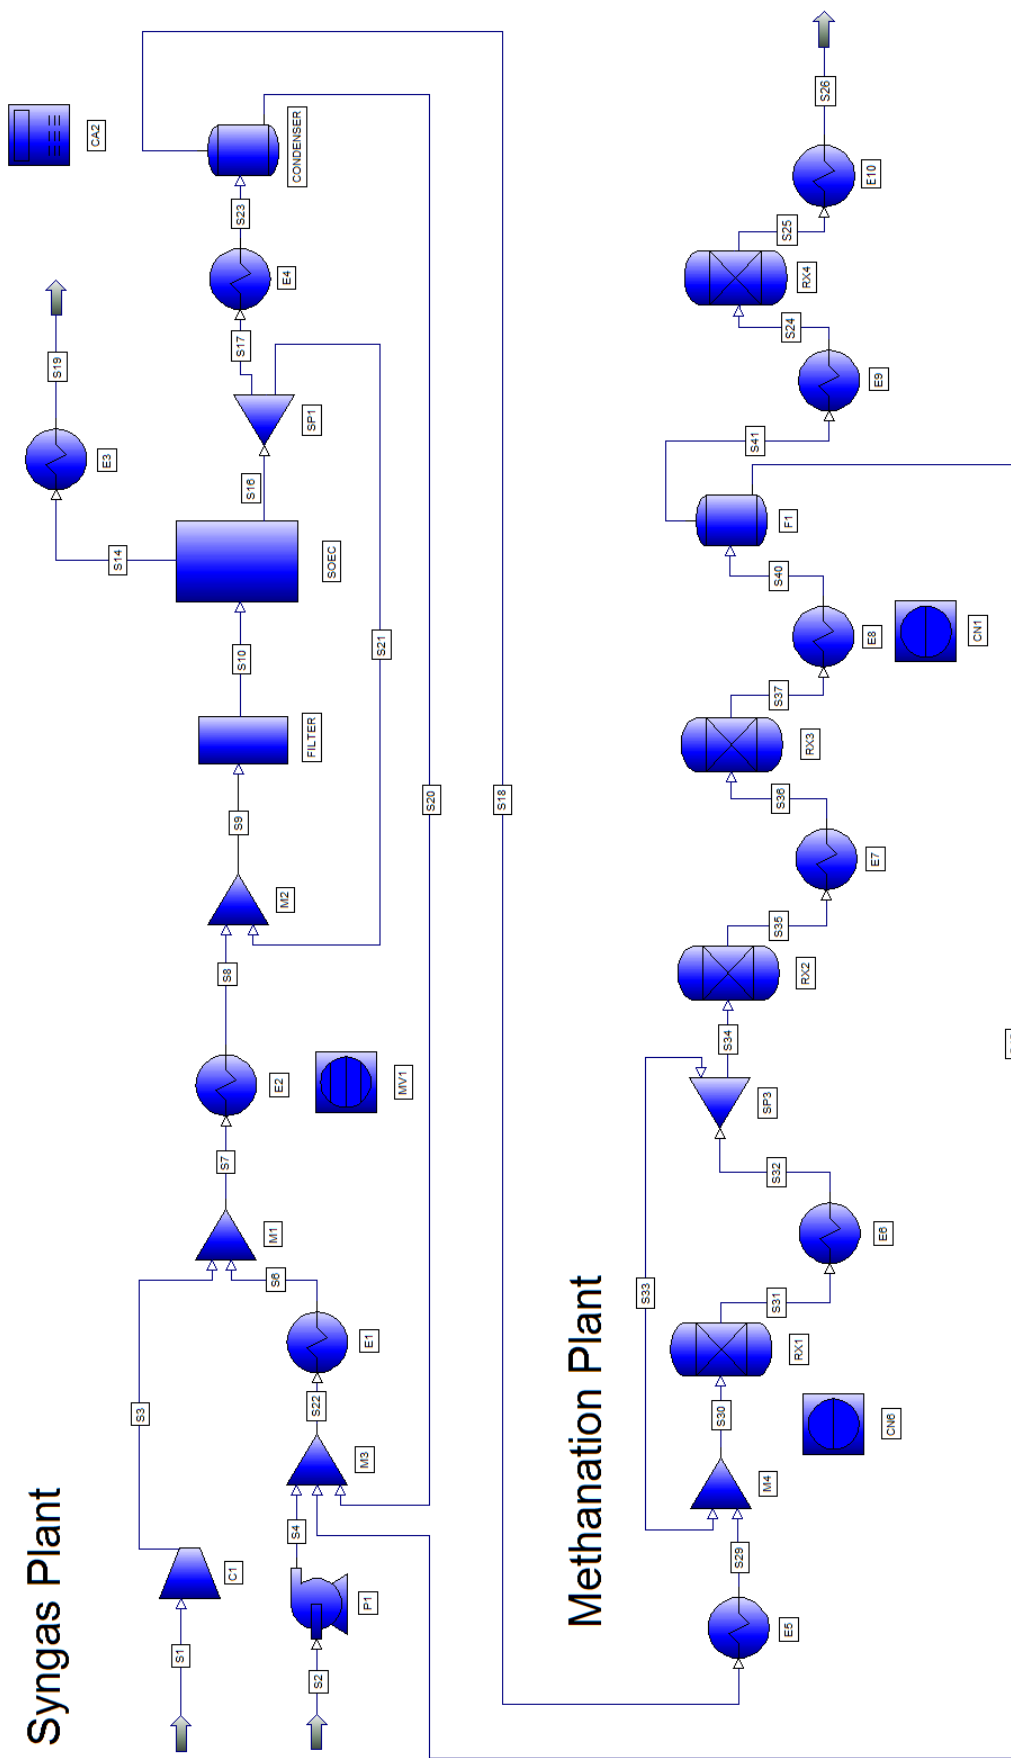 Syngas Plant
CA2
S19
E3
S14
S3
S1
C1
S7
S8
S9
S10
S16
S17
S23
M1
E2
M2
FILTER
SOEC
SP1
E4
CONDENSER
S6
S2
S4
S22
P1
M3
E1
MV1
S21
S20
S18
Methanation Plant
S33
S29
S30
S31
S32
S34
S35
S36
S37
S40
S41
S24
S25
S26
E5
M4
RX1
E6
SP3
RX2
E7
RX3
E8
F1
E9
RX4
E10
CN6
CN1